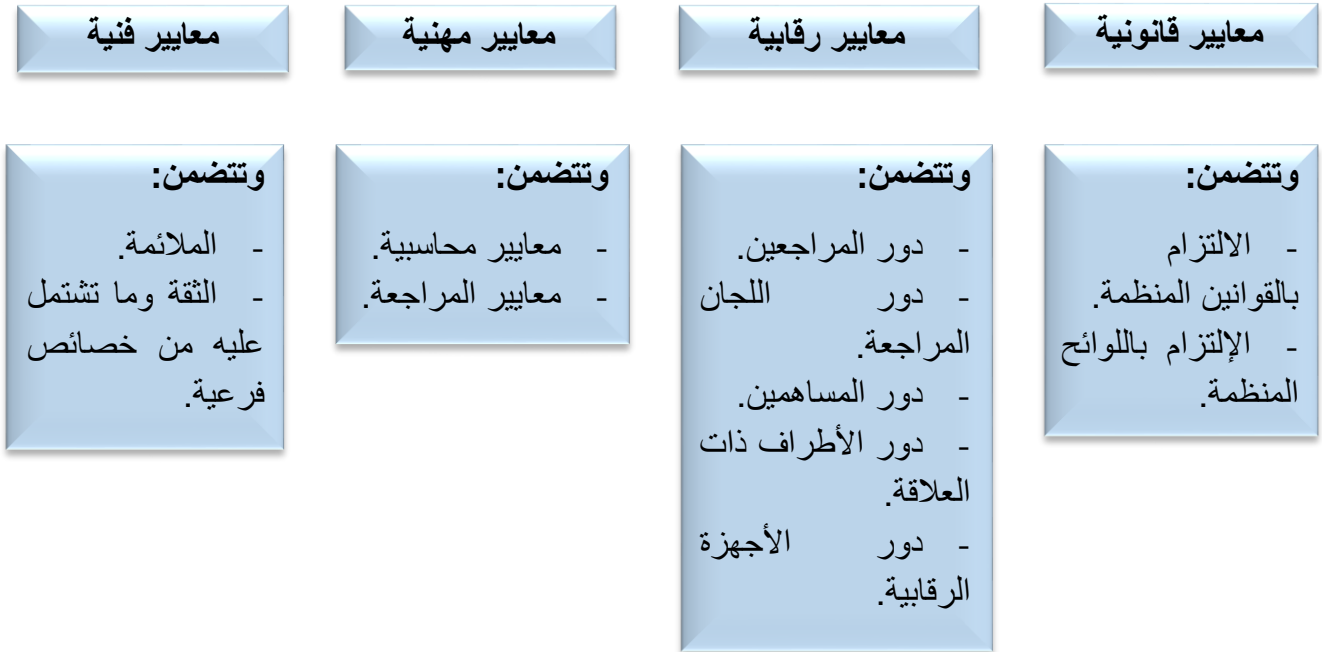 معايير قانونية
معايير رقابية
معايير مهنية
معايير فنية
وتتضمن:
- الالتزام
بالقوانين المنظمة.
- الإلتزام باللوائح
المنظمة.
وتتضمن:
- دور المراجعين.
- دور اللجان
المراجعة.
- دور المساهمين.
- دور الأطراف ذات
العلاقة.
- دور الأجهزة
الرقابية.
وتتضمن:
- معايير محاسبية.
- معايير المراجعة.
وتتضمن:
- الملائمة.
- الثقة وما تشتمل
عليه من خصائص
فرعية.